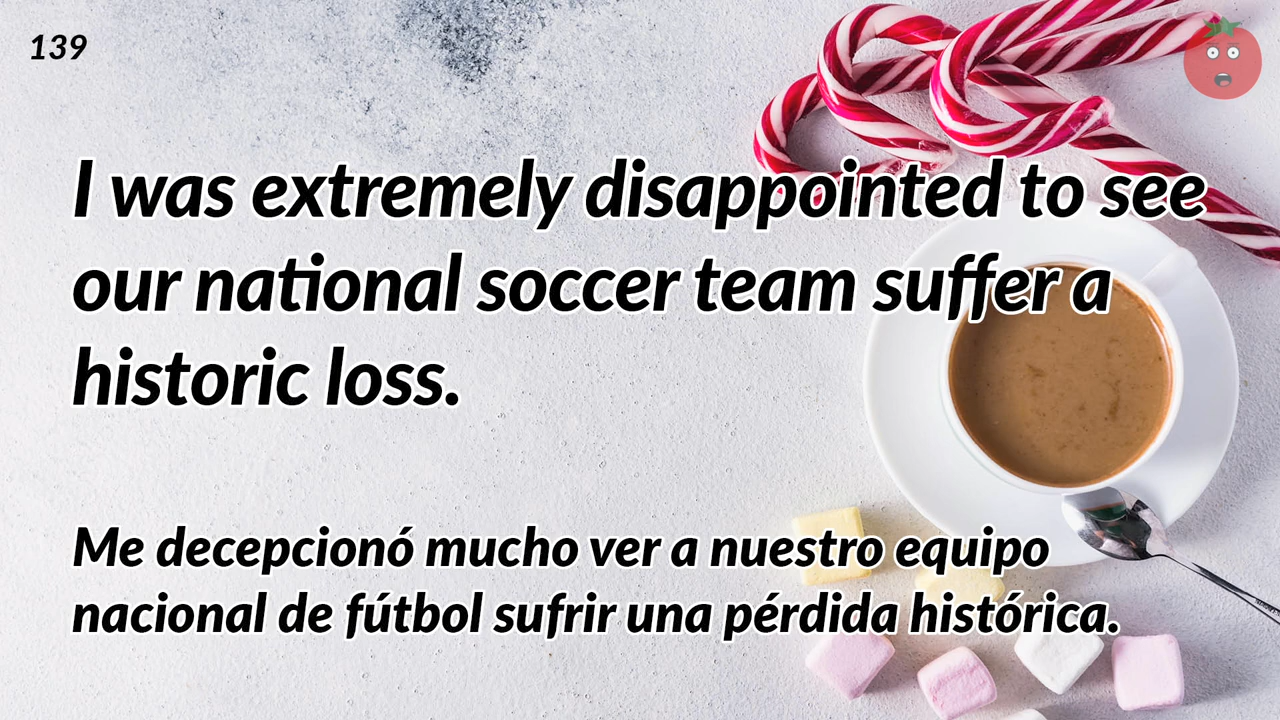 139
I was extremely disappointed to see
our national soccer team suffer a
historic loss.
Me decepcionó mucho ver a nuestro equipo
nacional de fútbol sufrir una pérdida histórica.